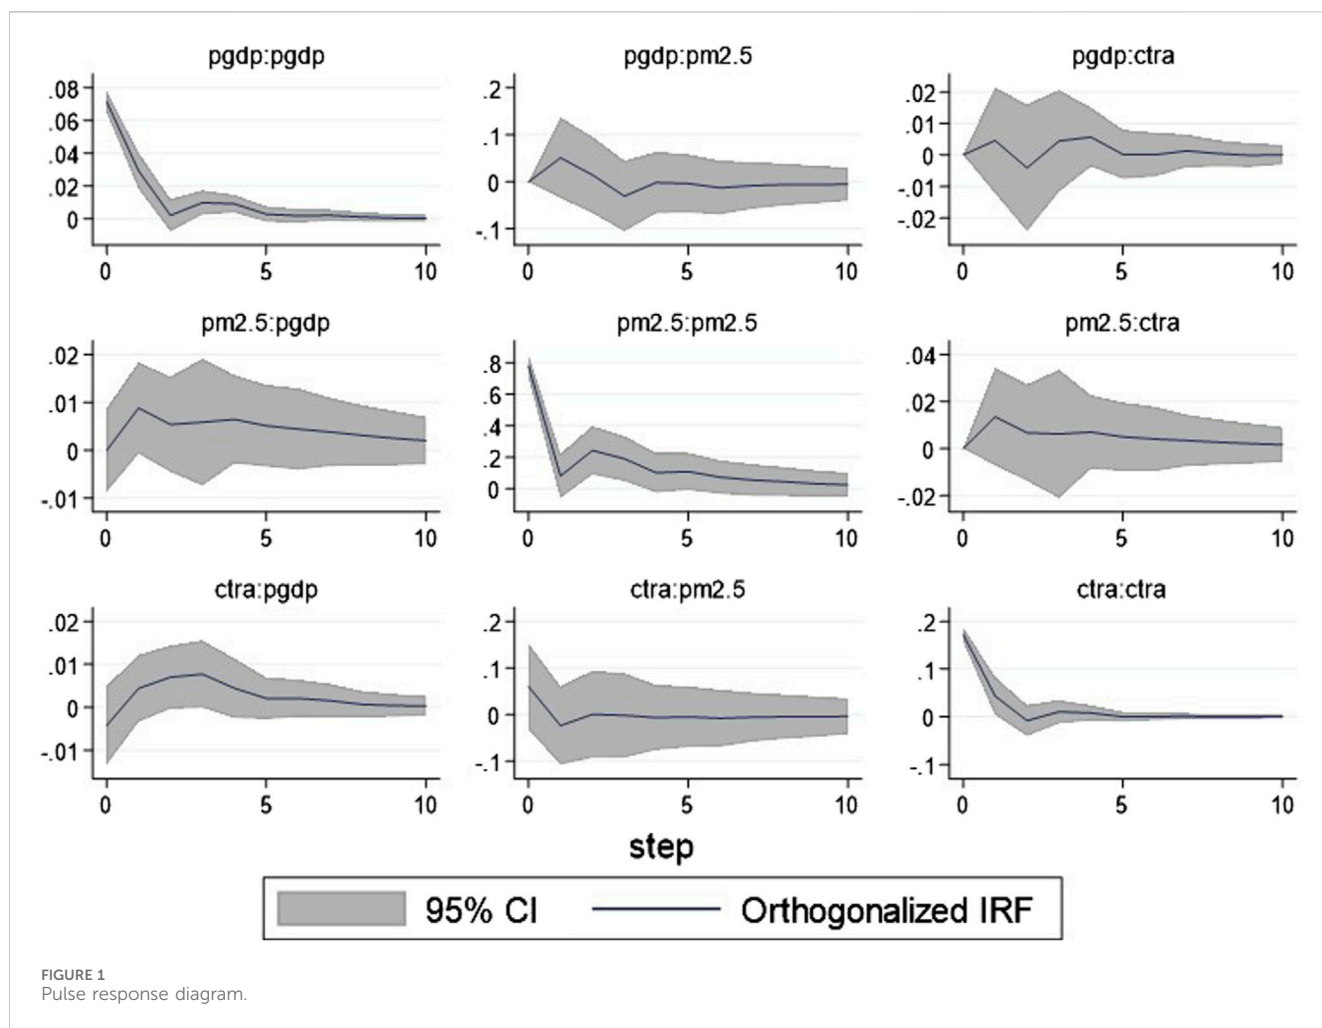 pgdp:pgdp
.08
.06
.04
.02
0
0 5 10
pgdp:pm2.5
.2
.1
0
-.1
0 5 10
pgdp:ctra
.02
.01
0
-.01
-.02
0 5 10
pm2.5:pgdp
.02
.01
0
-.01
0 5 10
pm2.5:pm2.5
.8
.6
.4
.2
0
0 5 10
pm2.5:ctra
.04
.02
0
-.02
0 5 10
ctra:pgdp
.02
.01
0
-.01
0 5 10
ctra:pm2.5
.2
.1
0
-.1
0 5 10
ctra:ctra
.2
.1
0
-.1
0 5 10
step
95% CI Orthogonalized IRF
FIGURE 1
Pulse response diagram.